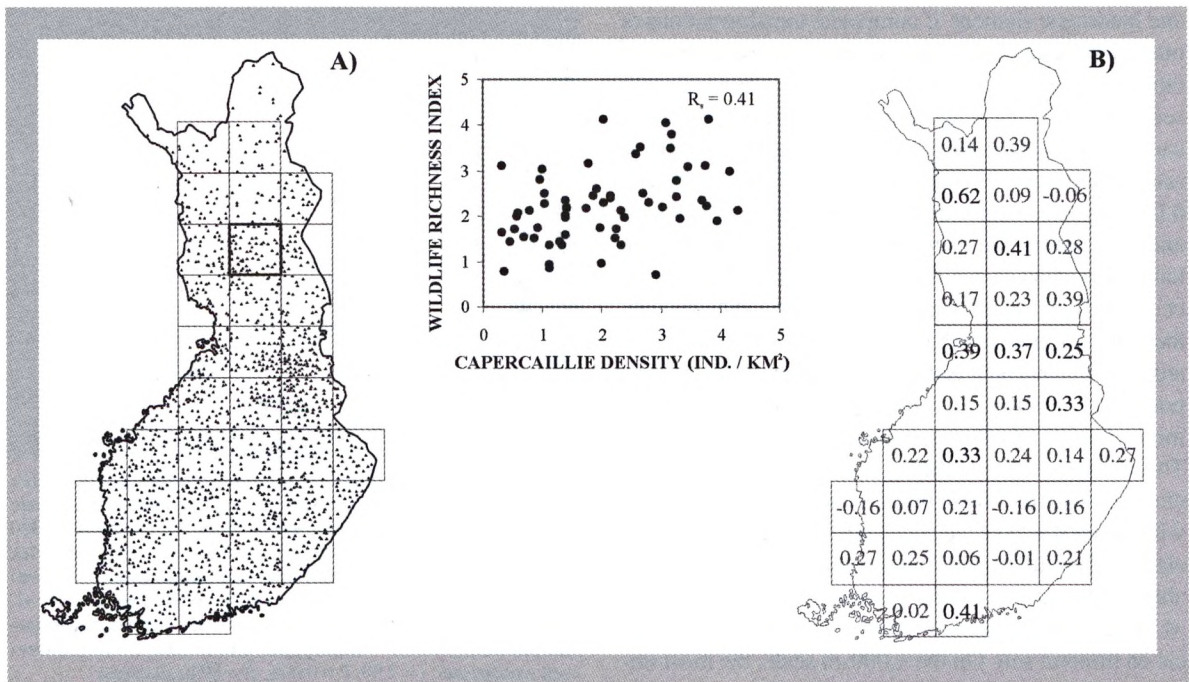 A)
WILDLIFE RICHNESS INDEX
5
4
3
2
1
0
R_s = 0.41
0 1 2 3 4 5
CAPERCAILLIE DENSITY (IND. / KM²)
B)
0.14 0.39
0.62 0.09 -0.06
0.27 0.41 0.28
0.17 0.23 0.39
0.39 0.37 0.25
0.15 0.15 0.33
0.22 0.33 0.24 0.14 0.27
-0.16 0.07 0.21 -0.16 0.16
0.27 0.25 0.06 -0.01 0.21
0.02 0.41